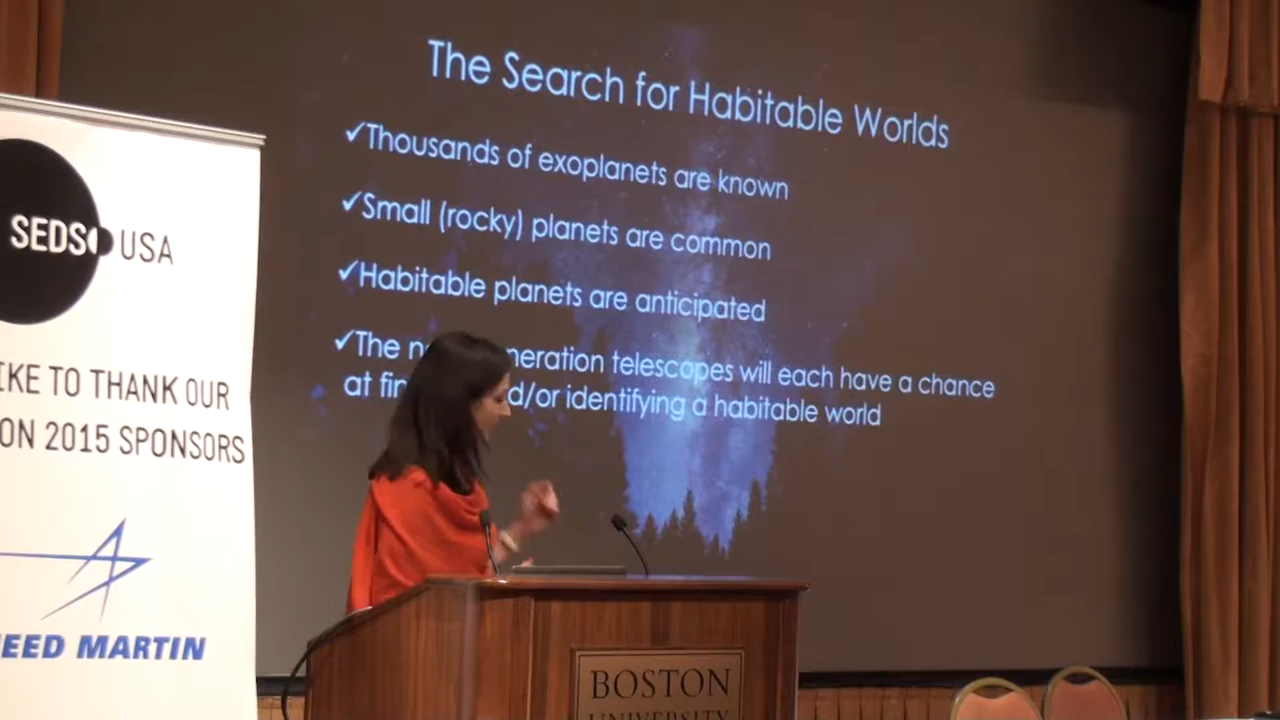 The Search for Habitable Worlds
✓Thousands of exoplanets are known
✓Small (rocky) planets are common
✓Habitable planets are anticipated
✓The neration telescopes will each have a chance
at d/or identifying a habitable world
SEDS USA
IKE TO THANK OUR
ON 2015 SPONSORS
EED MARTIN
BOSTON
UNIVERSITY